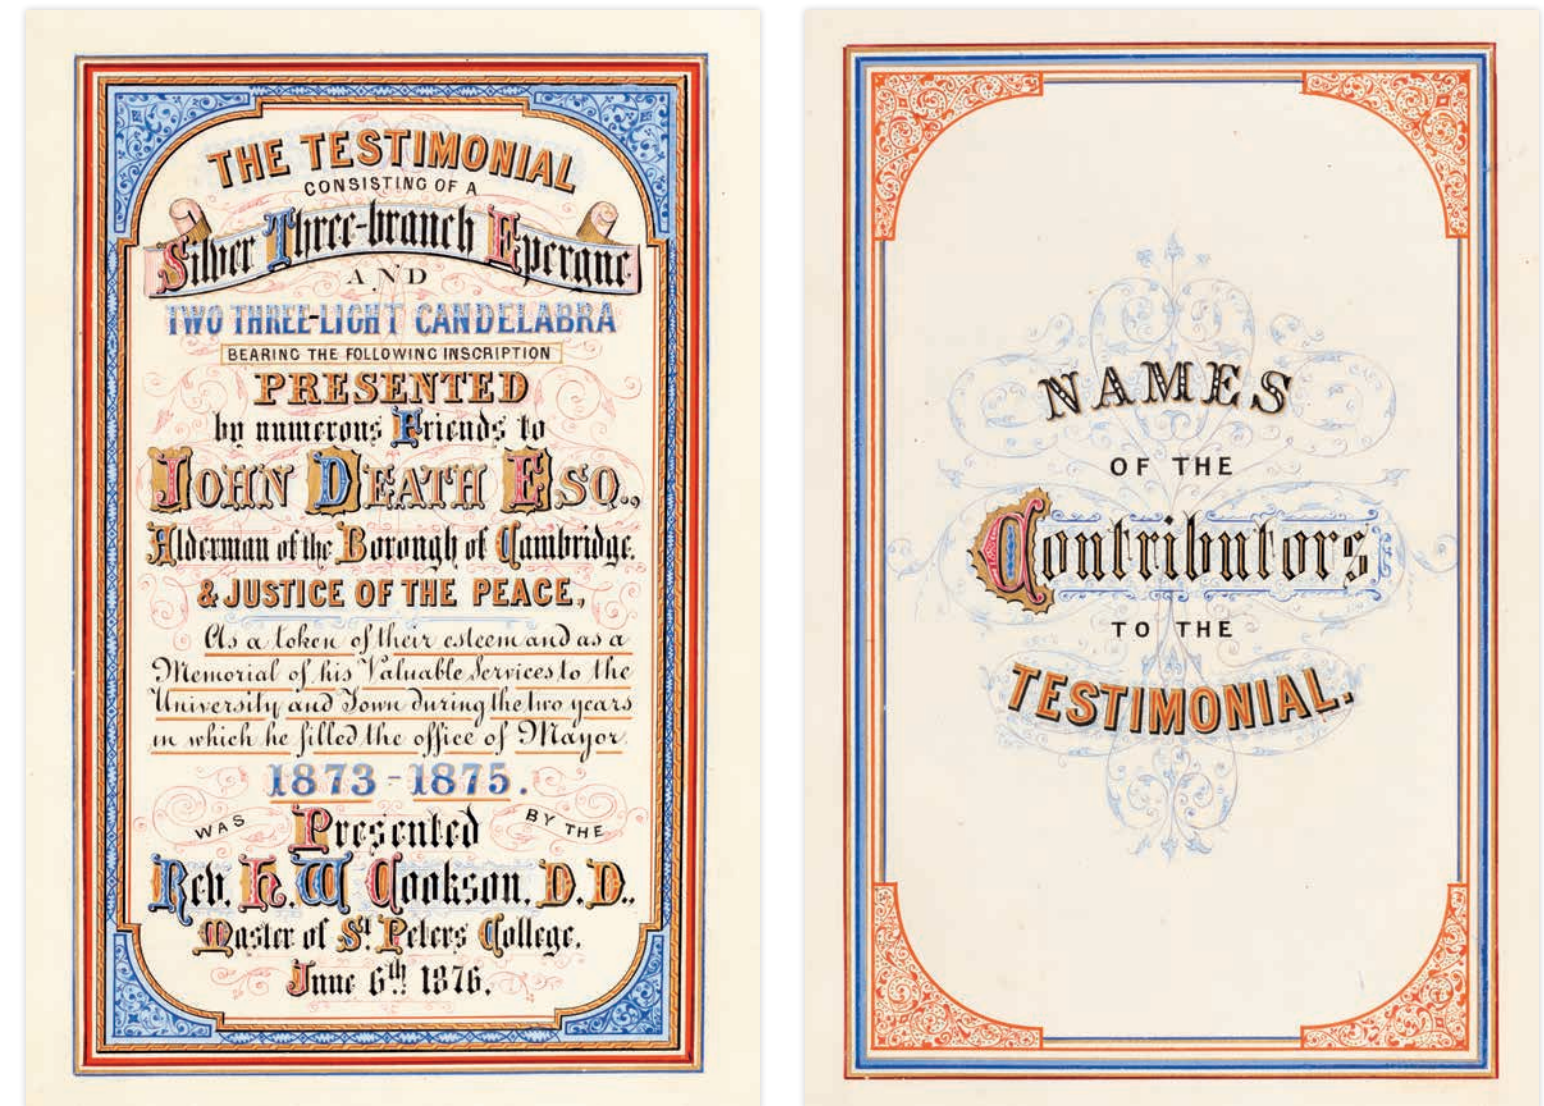 THE TESTIMONIAL
CONSISTING OF A
Silver Three-branch Epergne
AND
TWO THREE-LIGHT CANDELABRA
BEARING THE FOLLOWING INSCRIPTION
PRESENTED
by numerous Friends to
JOHN DEATH ESQ.,
Alderman of the Borough of Cambridge,
& JUSTICE OF THE PEACE,
As a token of their esteem and as a
Memorial of his Valuable Services to the
University and Town during the two years
in which he filled the office of Mayor
1873-1875.
WAS Presented BY THE
Rev. H. W Cookson, D.D.,
Master of St. Peters College,
June 6th. 1876.
NAMES
OF THE
Contributors
TO THE
TESTIMONIAL.